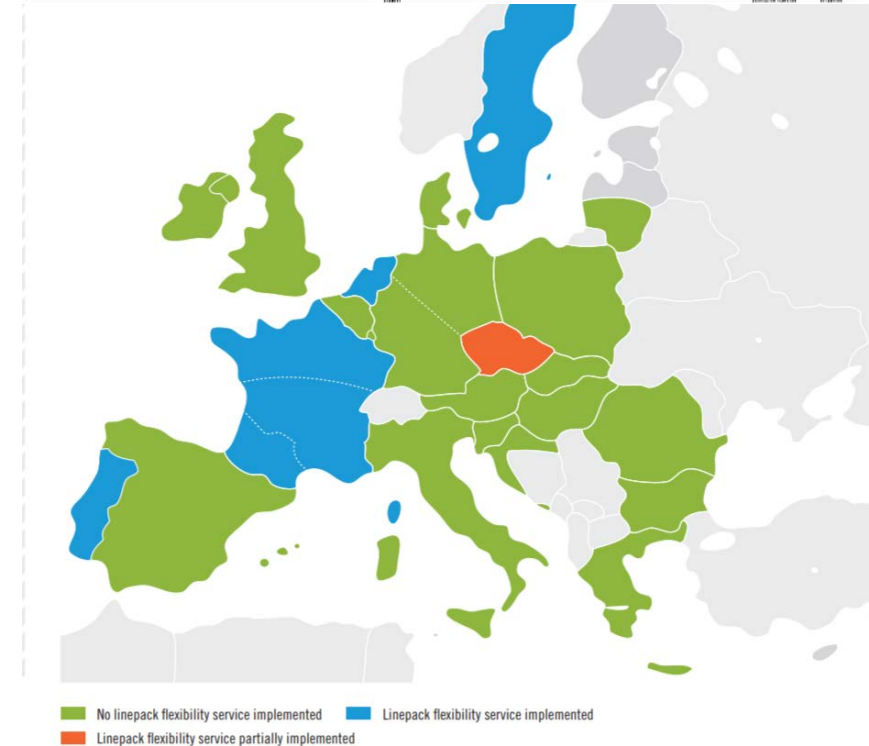 No linepack flexibility service implemented
Linepack flexibility service implemented
Linepack flexibility service partially implemented